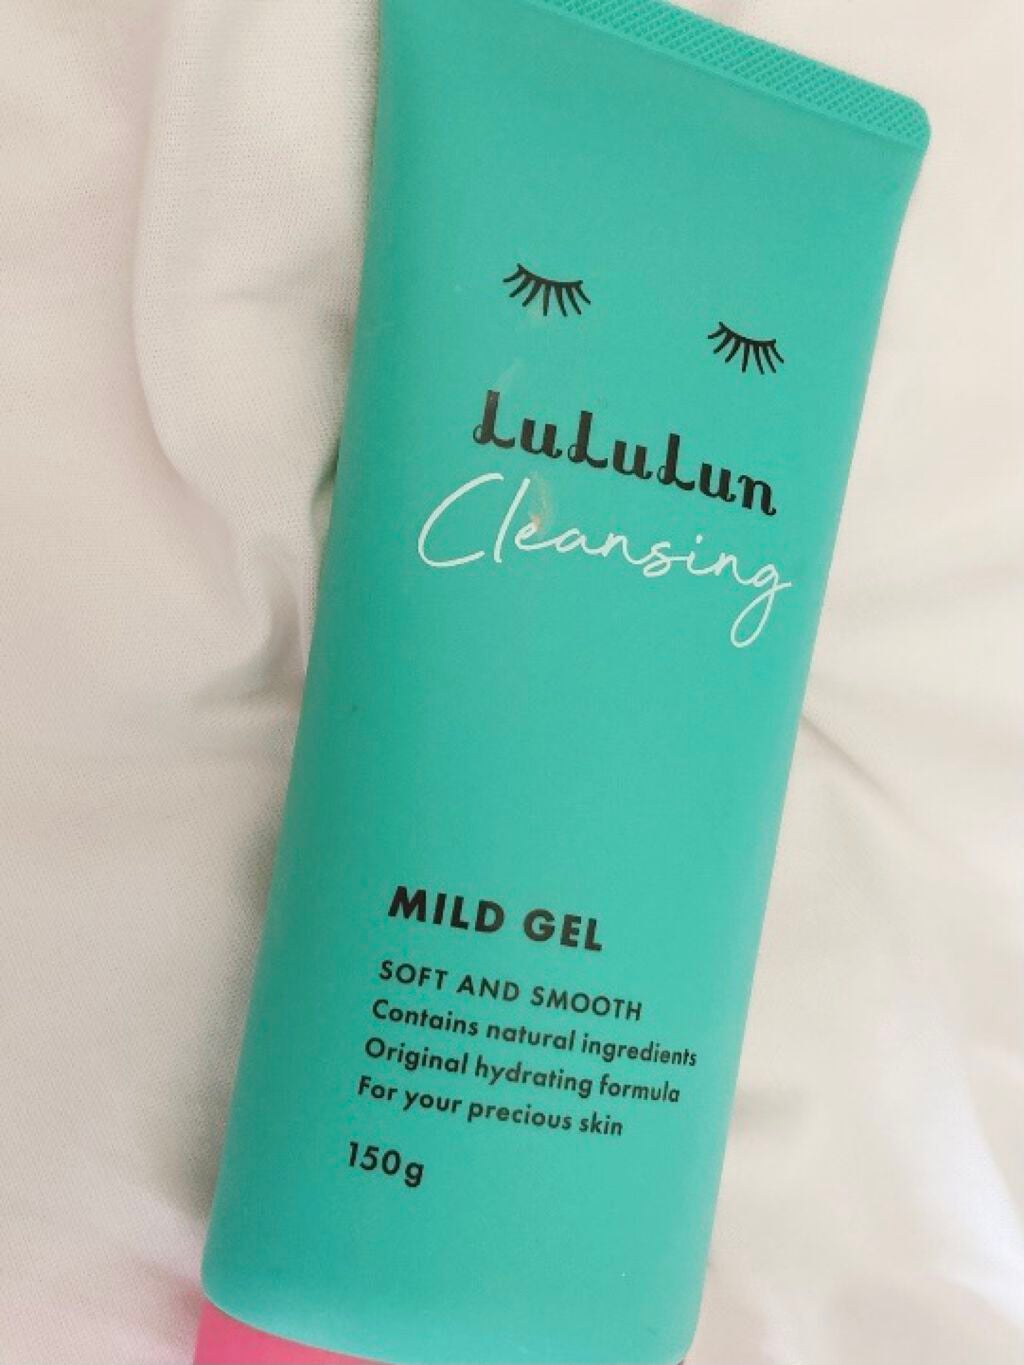 LuLuLun
Cleansing
MILD GEL
SOFT AND SMOOTH
Contains natural ingredients
Original hydrating formula
For your precious skin
150g